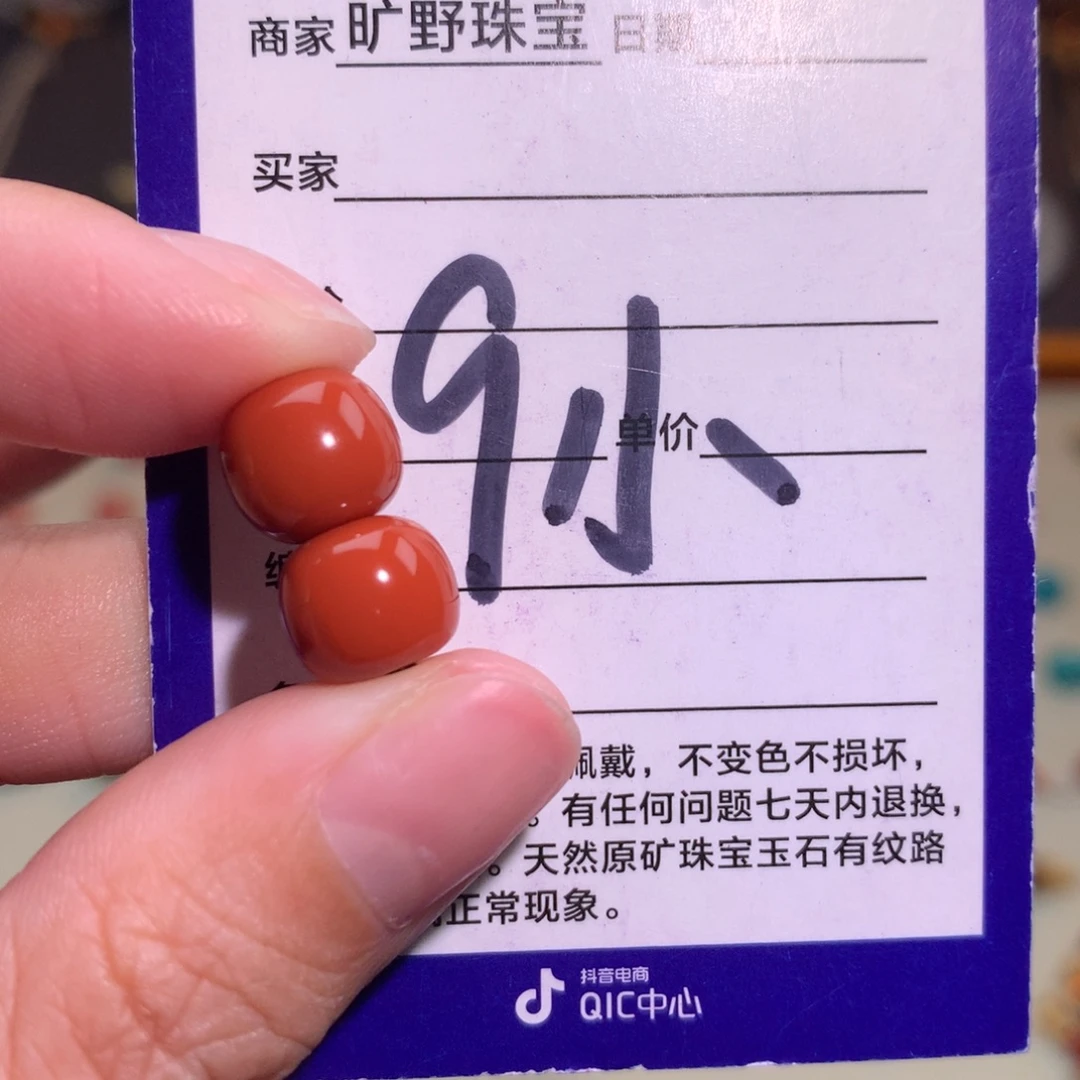 商家 旷野珠宝 日期
买家
9小
单价
佩戴，不变色不损坏，
。有任何问题七天内退换，
。天然原矿珠宝玉石有纹路
正常现象。
抖音电商
QIC中心